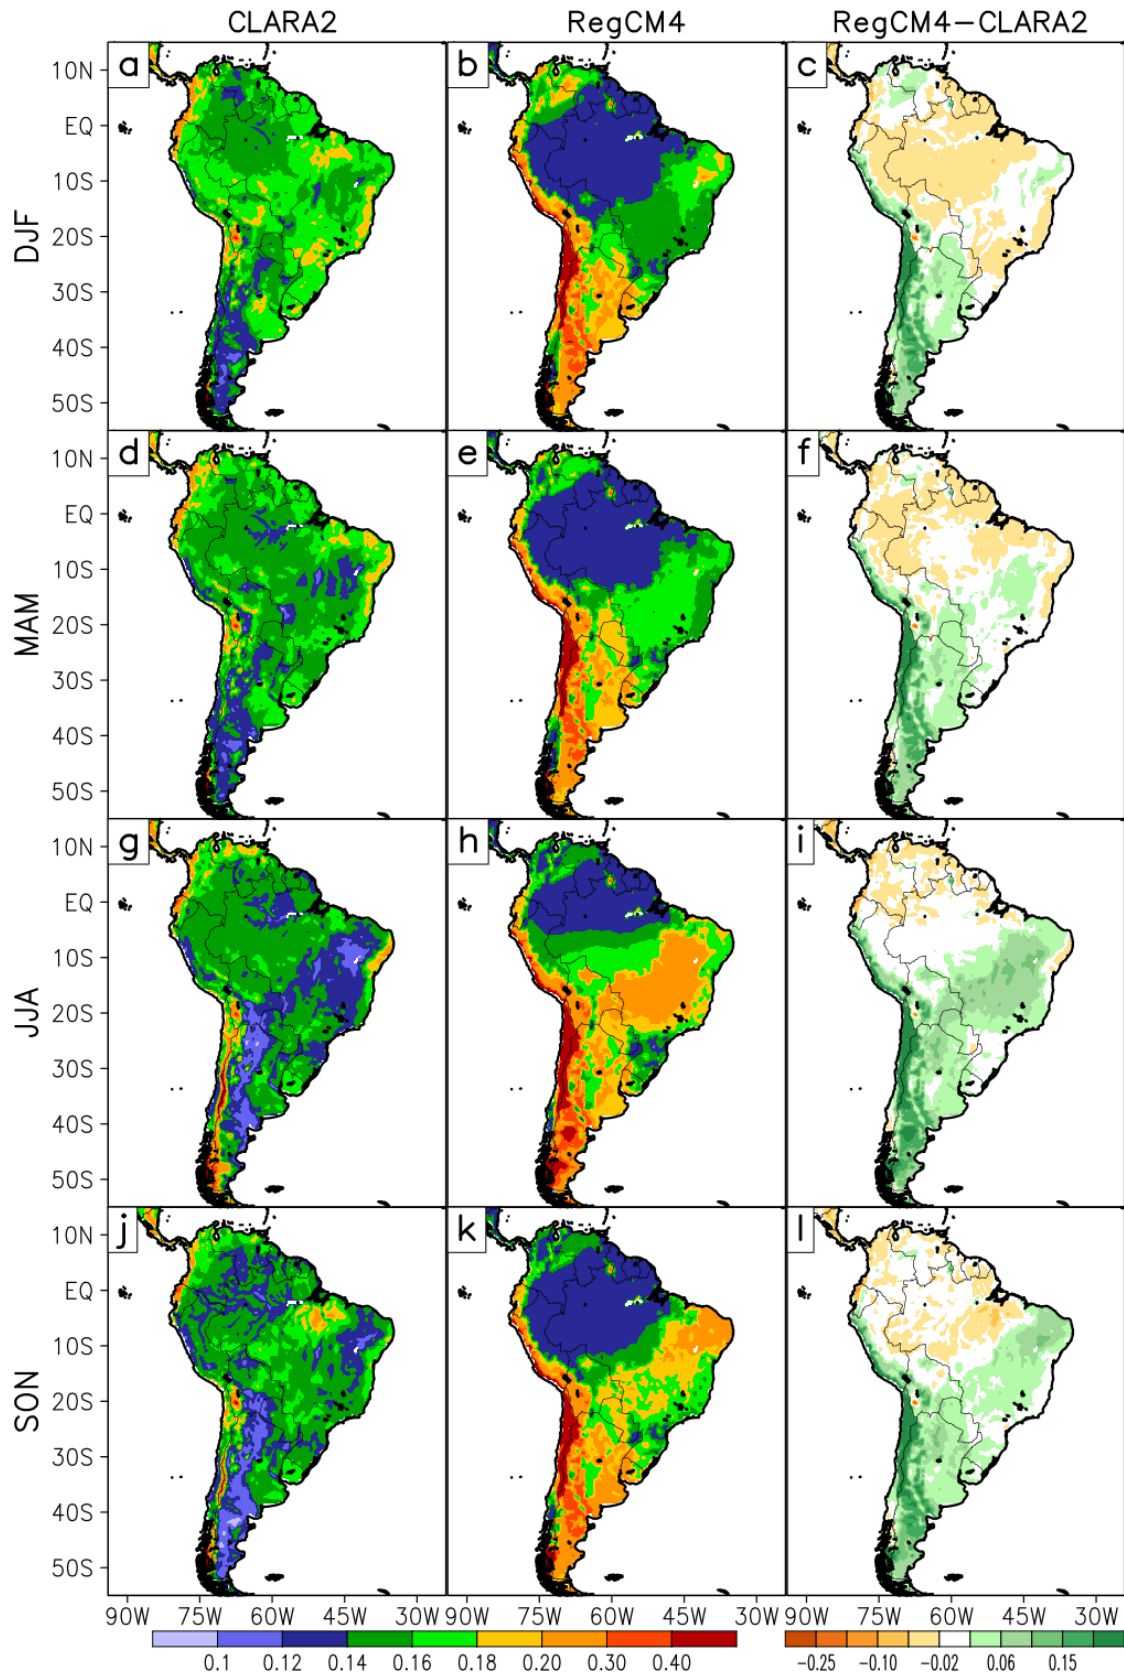 CLARA2 RegCM4 RegCM4−CLARA2
a b c
10N
EQ
10S
20S
30S
40S
50S
DJF
d e f
10N
EQ
10S
20S
30S
40S
50S
MAM
g h i
10N
EQ
10S
20S
30S
40S
50S
JJA
j k l
10N
EQ
10S
20S
30S
40S
50S
SON
90W 75W 60W 45W 30W 90W 75W 60W 45W 30W 90W 75W 60W 45W 30W
0.1 0.12 0.14 0.16 0.18 0.20 0.30 0.40 −0.25 −0.10 −0.02 0.06 0.15